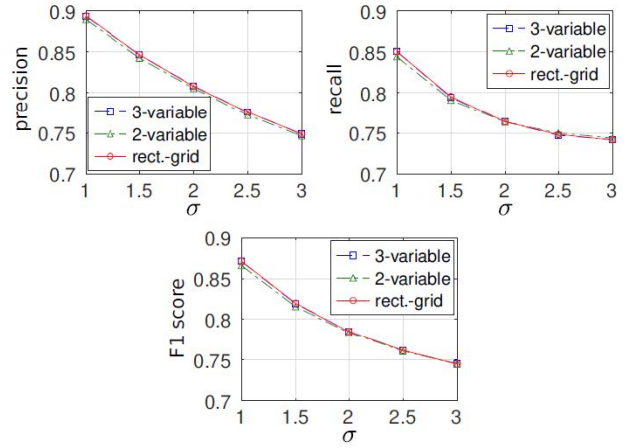 0.9
0.85
0.8
0.75
0.7
precision
3-variable
2-variable
rect.-grid
1 1.5 2 2.5 3
σ
0.9
0.85
0.8
0.75
0.7
recall
3-variable
2-variable
rect.-grid
1 1.5 2 2.5 3
σ
0.9
0.85
0.8
0.75
0.7
F1 score
3-variable
2-variable
rect.-grid
1 1.5 2 2.5 3
σ